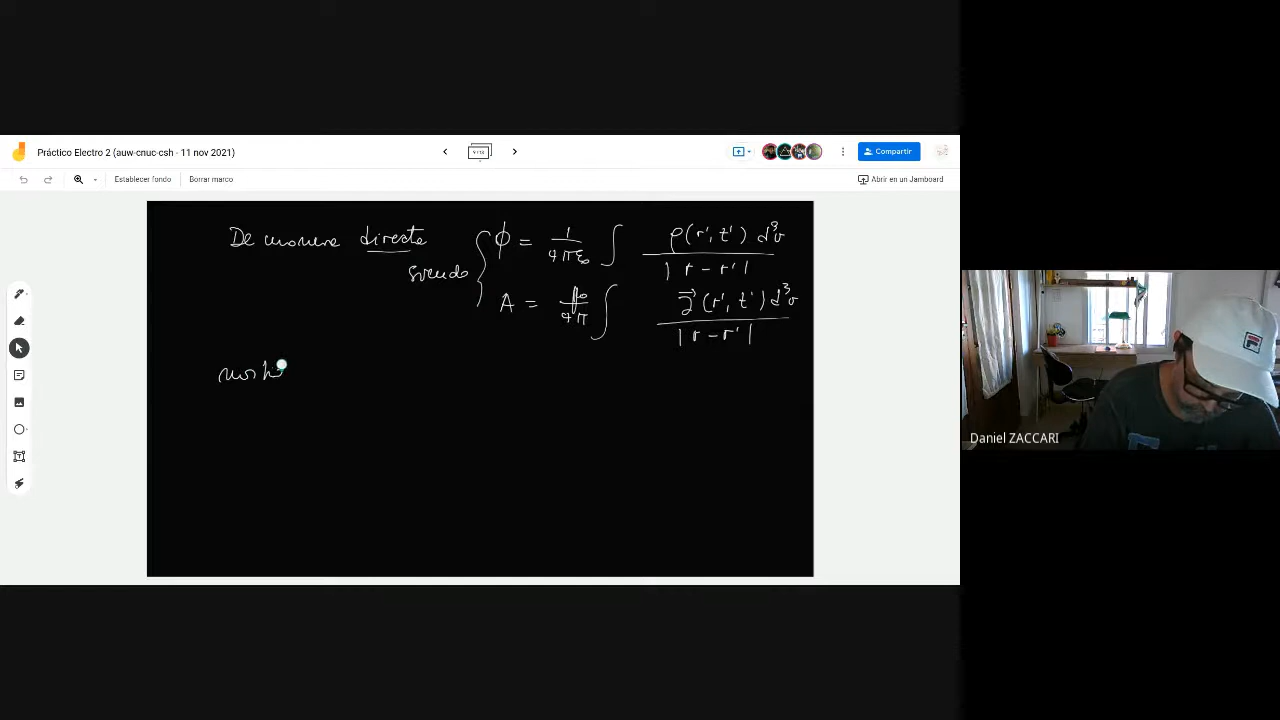 Práctico Electro 2 (auw-cnuc-csh - 11 nov 2021)
Compartir
Establecer fondo
Borrar marco
Abrir en un Jamboard
De manera directa
ϕ = 1/4πε₀ ∫ ρ(r', t') d³v / |r - r'|
A = μ₀/4π ∫ J⃗(r', t') d³v / |r - r'|
FILA
Daniel ZACCARI